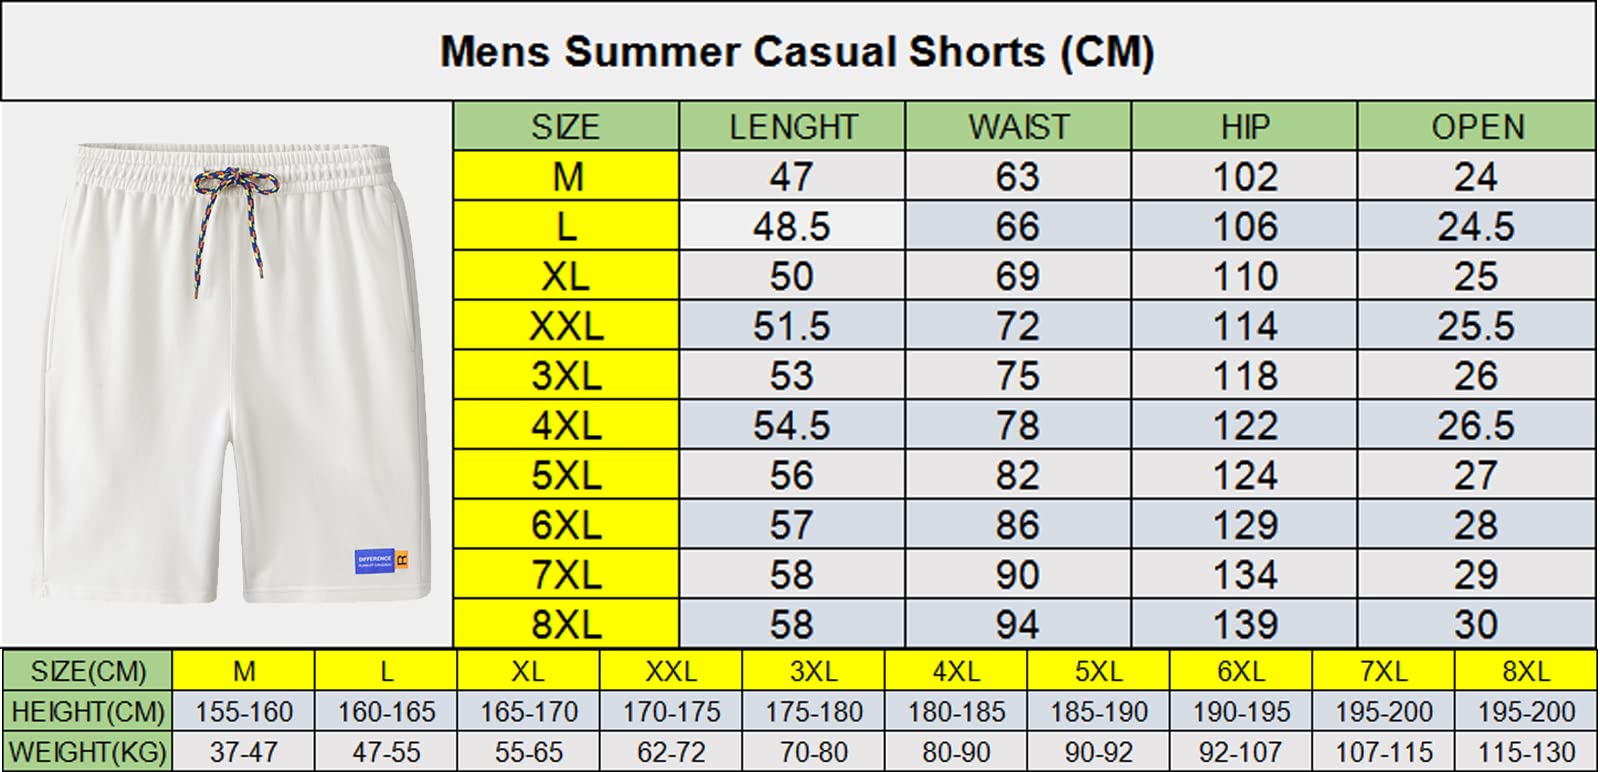 Mens Summer Casual Shorts (CM)
SIZE LENGHT WAIST HIP OPEN
M 47 63 102 24
L 48.5 66 106 24.5
XL 50 69 110 25
XXL 51.5 72 114 25.5
3XL 53 75 118 26
4XL 54.5 78 122 26.5
5XL 56 82 124 27
6XL 57 86 129 28
7XL 58 90 134 29
8XL 58 94 139 30
DIFFERENCE
R
SIZE(CM) M L XL XXL 3XL 4XL 5XL 6XL 7XL 8XL
HEIGHT(CM) 155-160 160-165 165-170 170-175 175-180 180-185 185-190 190-195 195-200 195-200
WEIGHT(KG) 37-47 47-55 55-65 62-72 70-80 80-90 90-92 92-107 107-115 115-130